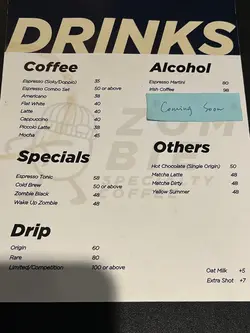 DRINKS
Coffee
Espresso (Solo/Doppio) 35
Espresso Combo Set 50 or above
Americano 38
Flat White 40
Latte 40
Cappuccino 40
Piccolo Latte 38
Mocha 45
Alcohol
Espresso Martini 80
Irish Coffee 98
Coming Soon
ZOM
B
SPECIALTY
COFFEE
Specials
Espresso Tonic 58
Cold Brew 50 or above
Zombie Black 48
Wake Up Zombie 48
Others
Hot Chocolate (Single Origin) 50
Matcha Latte 48
Matcha Dirty 48
Yellow Summer 48
Drip
Origin 60
Rare 80
Limited/Competition 100 or above
Oat Milk +5
Extra Shot +7